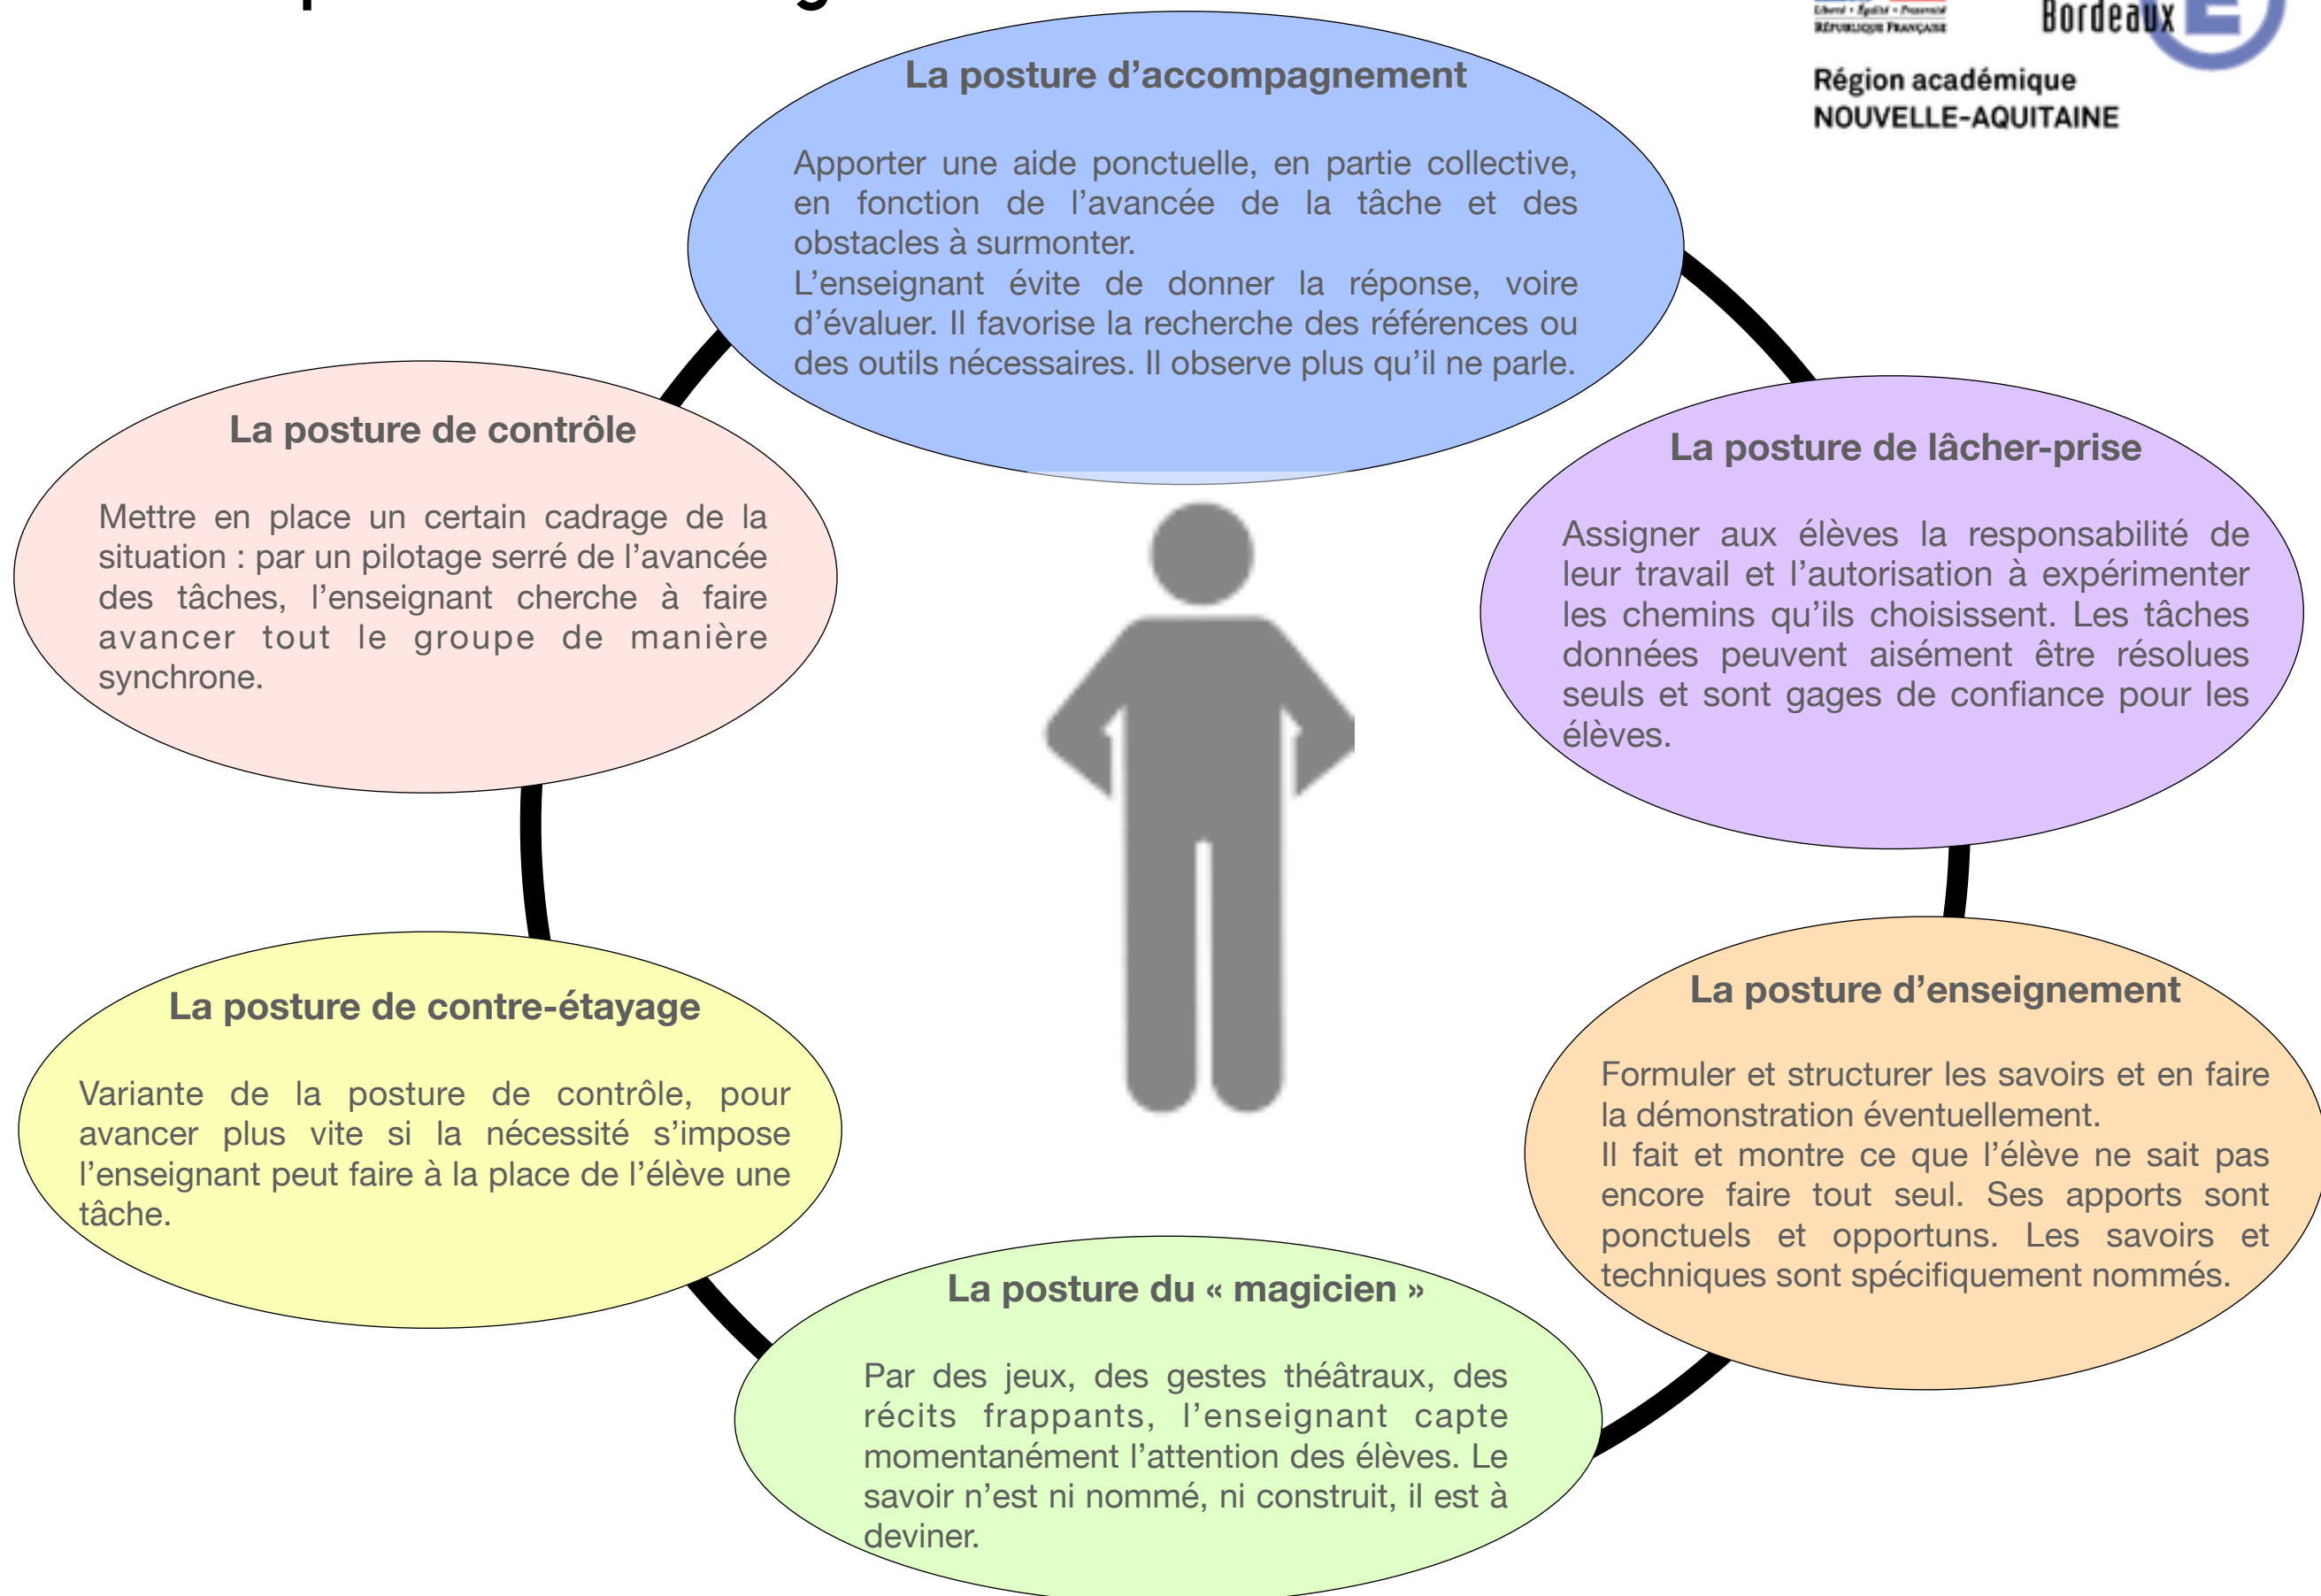 Liberté • Égalité • Fraternité
RÉPUBLIQUE FRANÇAISE
Bordeaux
E
Région académique
NOUVELLE-AQUITAINE
La posture d’accompagnement
Apporter une aide ponctuelle, en partie collective,
en fonction de l’avancée de la tâche et des
obstacles à surmonter.
L’enseignant évite de donner la réponse, voire
d’évaluer. Il favorise la recherche des références ou
des outils nécessaires. Il observe plus qu’il ne parle.
La posture de contrôle
Mettre en place un certain cadrage de la
situation : par un pilotage serré de l’avancée
des tâches, l’enseignant cherche à faire
avancer tout le groupe de manière
synchrone.
La posture de lâcher-prise
Assigner aux élèves la responsabilité de
leur travail et l’autorisation à expérimenter
les chemins qu’ils choisissent. Les tâches
données peuvent aisément être résolues
seuls et sont gages de confiance pour les
élèves.
La posture de contre-étayage
Variante de la posture de contrôle, pour
avancer plus vite si la nécessité s’impose
l’enseignant peut faire à la place de l’élève une
tâche.
La posture d’enseignement
Formuler et structurer les savoirs et en faire
la démonstration éventuellement.
Il fait et montre ce que l’élève ne sait pas
encore faire tout seul. Ses apports sont
ponctuels et opportuns. Les savoirs et
techniques sont spécifiquement nommés.
La posture du « magicien »
Par des jeux, des gestes théâtraux, des
récits frappants, l’enseignant capte
momentanément l’attention des élèves. Le
savoir n’est ni nommé, ni construit, il est à
deviner.